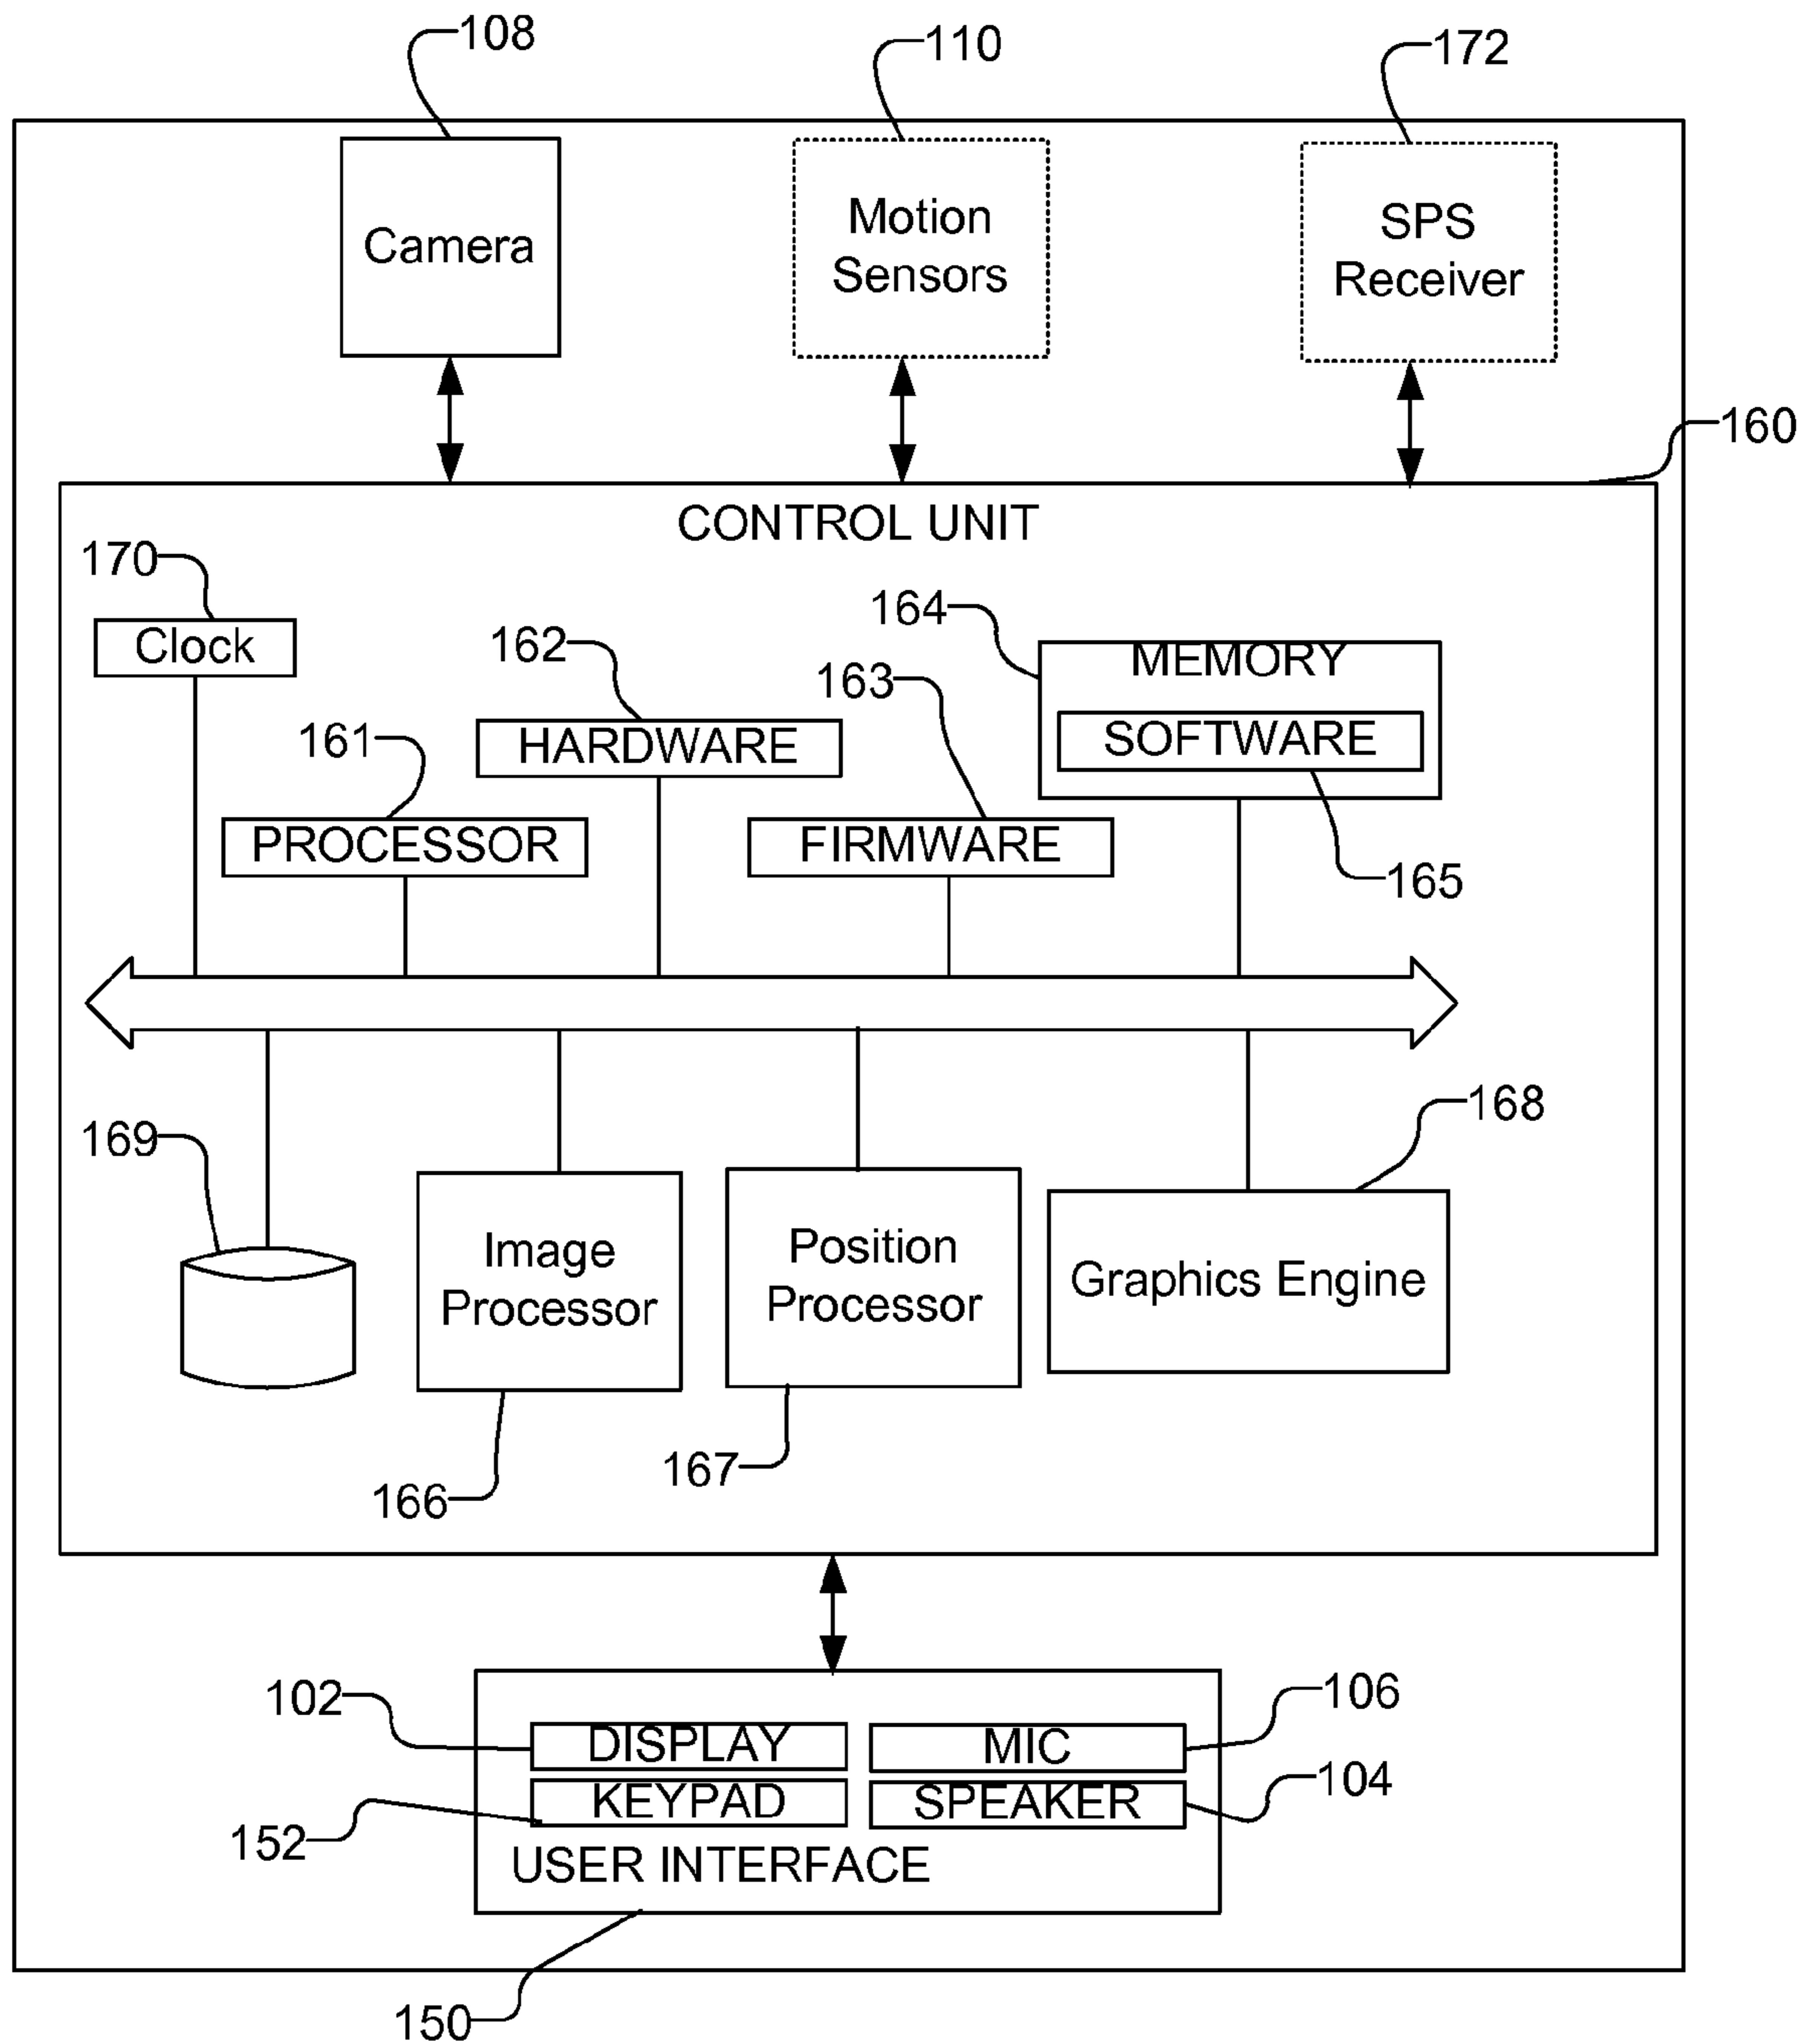 108
110
172
Camera
Motion
Sensors
SPS
Receiver
160
CONTROL UNIT
170
Clock
162
164
MEMORY
163
SOFTWARE
161
HARDWARE
PROCESSOR
FIRMWARE
165
168
169
Image
Processor
Position
Processor
Graphics Engine
167
166
102
DISPLAY
MIC
106
KEYPAD
SPEAKER
104
152
USER INTERFACE
150